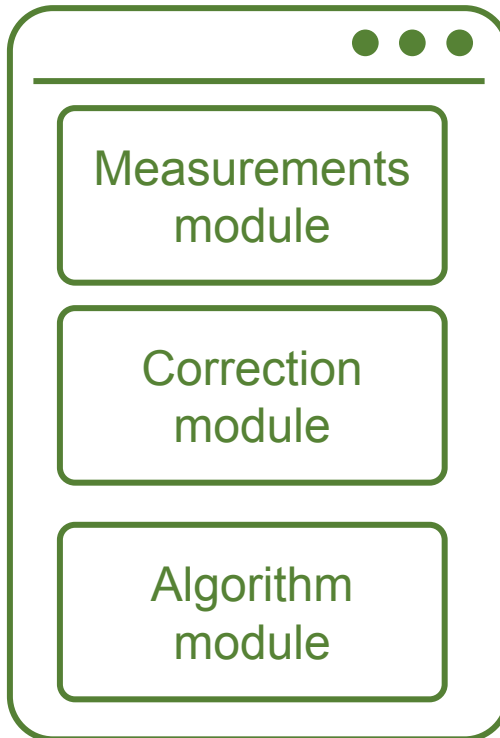 Measurements
module
Correction
module
Algorithm
module